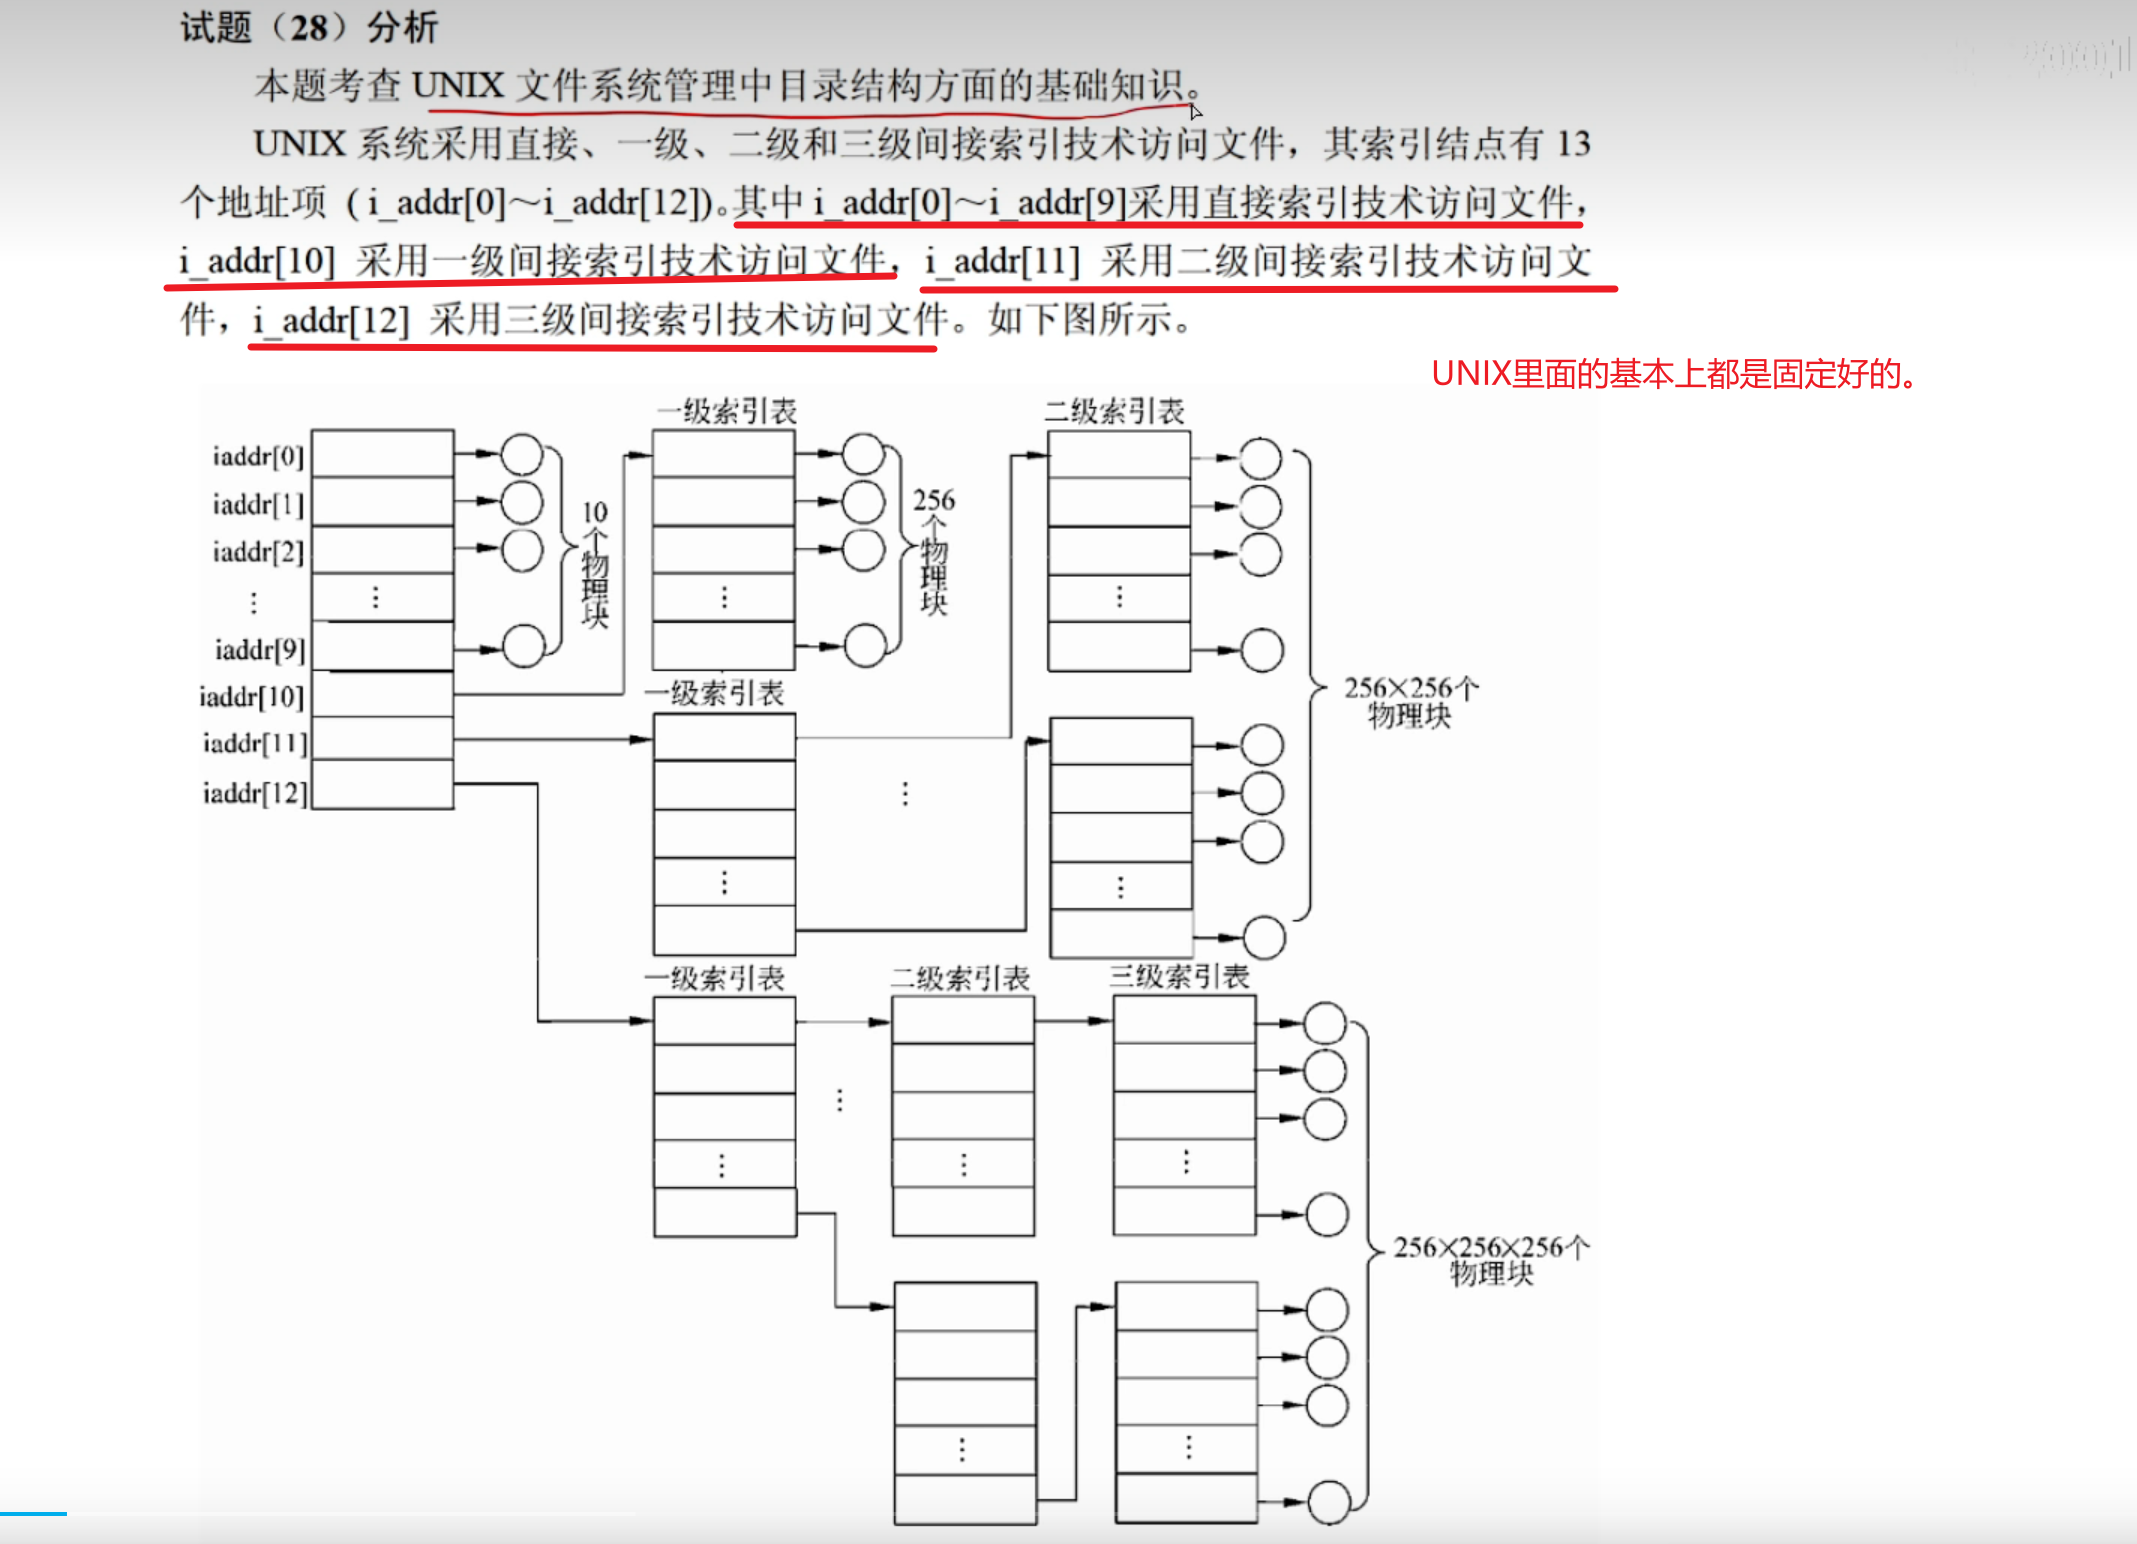 试题（28）分析
本题考查 UNIX 文件系统管理中目录结构方面的基础知识。
UNIX 系统采用直接、一级、二级和三级间接索引技术访问文件，其索引结点有 13
个地址项（i_addr[0]～i_addr[12]）。其中 i_addr[0]～i_addr[9]采用直接索引技术访问文件，
i_addr[10] 采用一级间接索引技术访问文件，i_addr[11] 采用二级间接索引技术访问文
件，i_addr[12] 采用三级间接索引技术访问文件。如下图所示。
UNIX里面的基本上都是固定好的。
一级索引表
二级索引表
iaddr[0]
iaddr[1]
iaddr[2]
⋮
iaddr[9]
iaddr[10]
iaddr[11]
iaddr[12]
10个物理块
256个物理块
一级索引表
256×256个
物理块
一级索引表
二级索引表
三级索引表
256×256×256个
物理块